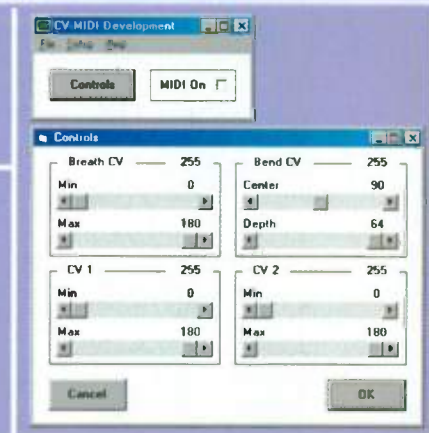 CV-MIDI Development
File Setup Help
Controls MIDI On
Controls
Breath CV 255
Min 0
Max 180
Bend CV 255
Center 90
Depth 64
CV 1 255
Min 0
Max 180
CV 2 255
Min 0
Max 180
Cancel OK